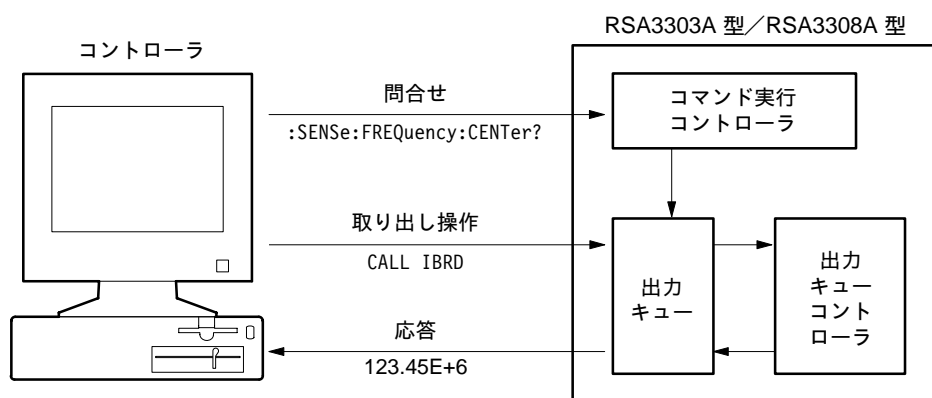 RSA3303A 型／RSA3308A 型
コントローラ
問合せ
:SENSe:FREQuency:CENTer?
コマンド実行
コントローラ
取り出し操作
CALL IBRD
出力
キュー
出力
キュー
コント
ローラ
応答
123.45E+6